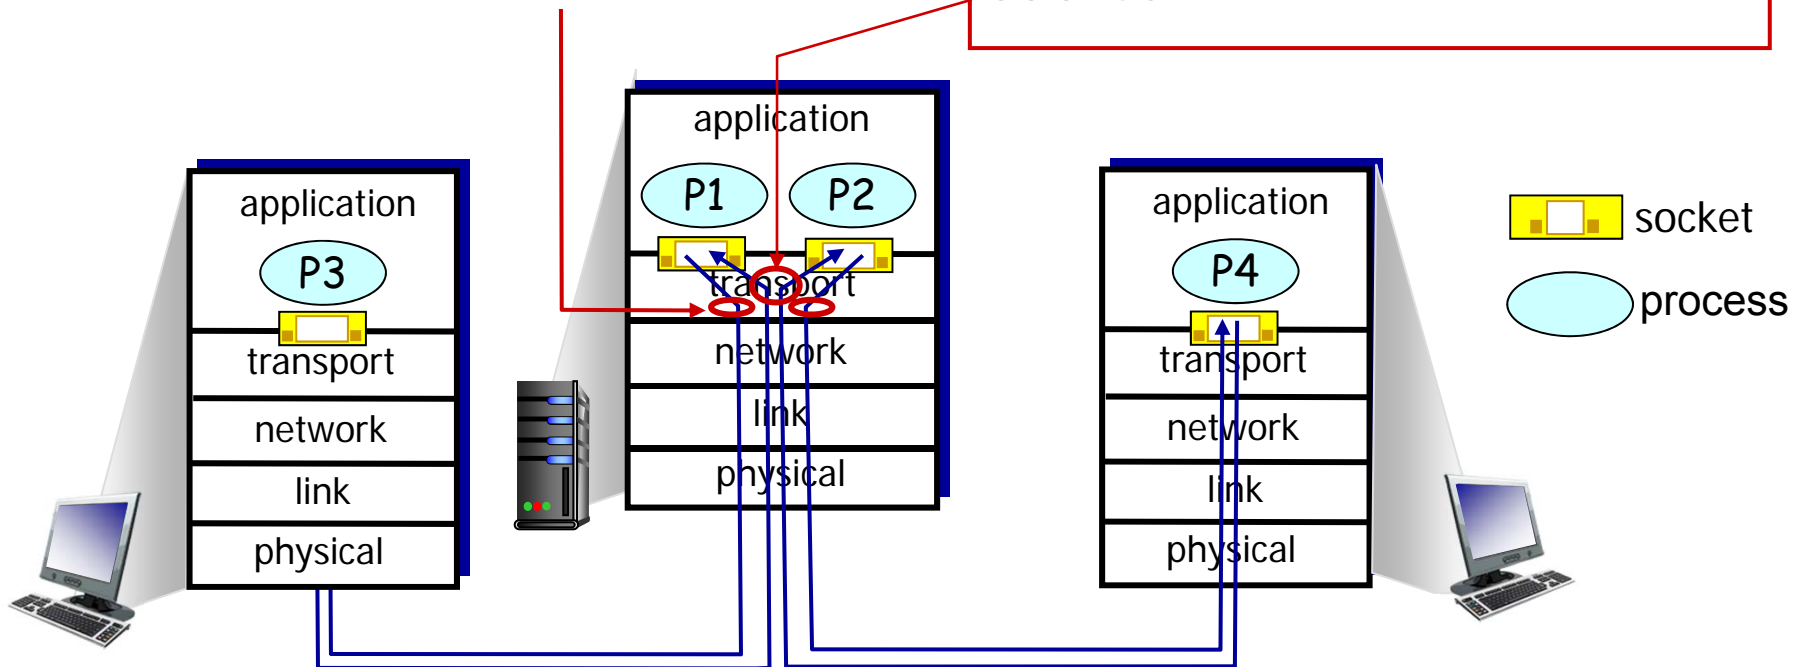 application
P1 P2
transport
network
link
physical
application
P3
transport
network
link
physical
application
P4
transport
network
link
physical
socket
process